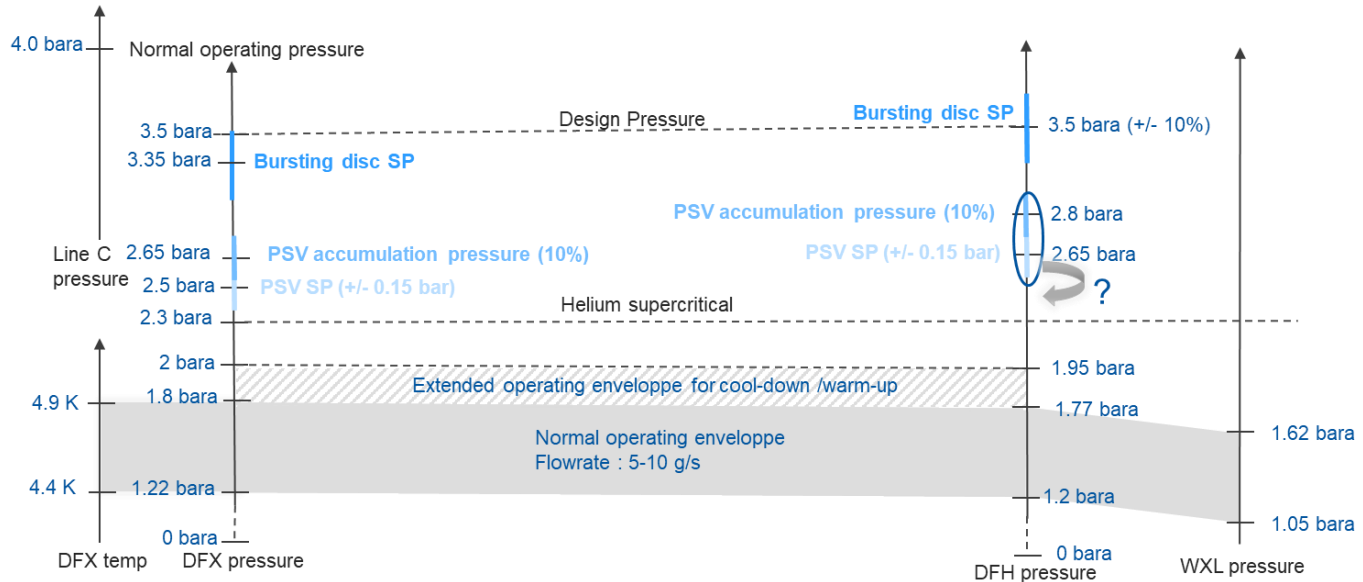 4.0 bara
Normal operating pressure
Bursting disc SP
Design Pressure
3.5 bara
3.5 bara (+/- 10%)
3.35 bara
Bursting disc SP
PSV accumulation pressure (10%)
2.8 bara
Line C
pressure
2.65 bara
PSV accumulation pressure (10%)
PSV SP (+/- 0.15 bar)
2.65 bara
2.5 bara
PSV SP (+/- 0.15 bar)
?
2.3 bara
Helium supercritical
2 bara
1.95 bara
Extended operating enveloppe for cool-down /warm-up
4.9 K
1.8 bara
1.77 bara
Normal operating enveloppe
Flowrate : 5-10 g/s
1.62 bara
4.4 K
1.22 bara
1.2 bara
1.05 bara
0 bara
0 bara
DFX temp
DFX pressure
DFH pressure
WXL pressure